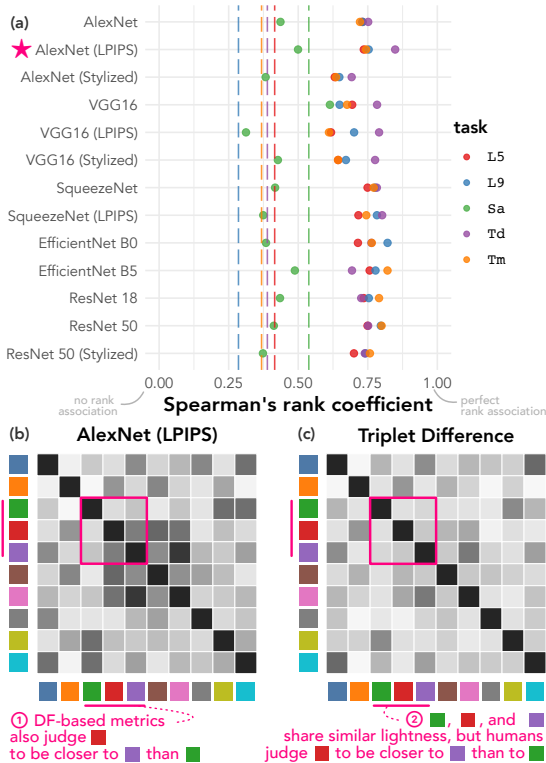 (a)
AlexNet
AlexNet (LPIPS)
AlexNet (Stylized)
VGG16
VGG16 (LPIPS)
VGG16 (Stylized)
SqueezeNet
SqueezeNet (LPIPS)
EfficientNet B0
EfficientNet B5
ResNet 18
ResNet 50
ResNet 50 (Stylized)
task
L5
L9
Sa
Td
Tm
0.00 0.25 0.50 0.75 1.00
no rank
association
Spearman's rank coefficient
perfect
rank association
(b) AlexNet (LPIPS)
(c) Triplet Difference
1 DF-based metrics
also judge
to be closer to than
2 , , and
share similar lightness, but humans
judge to be closer to than to